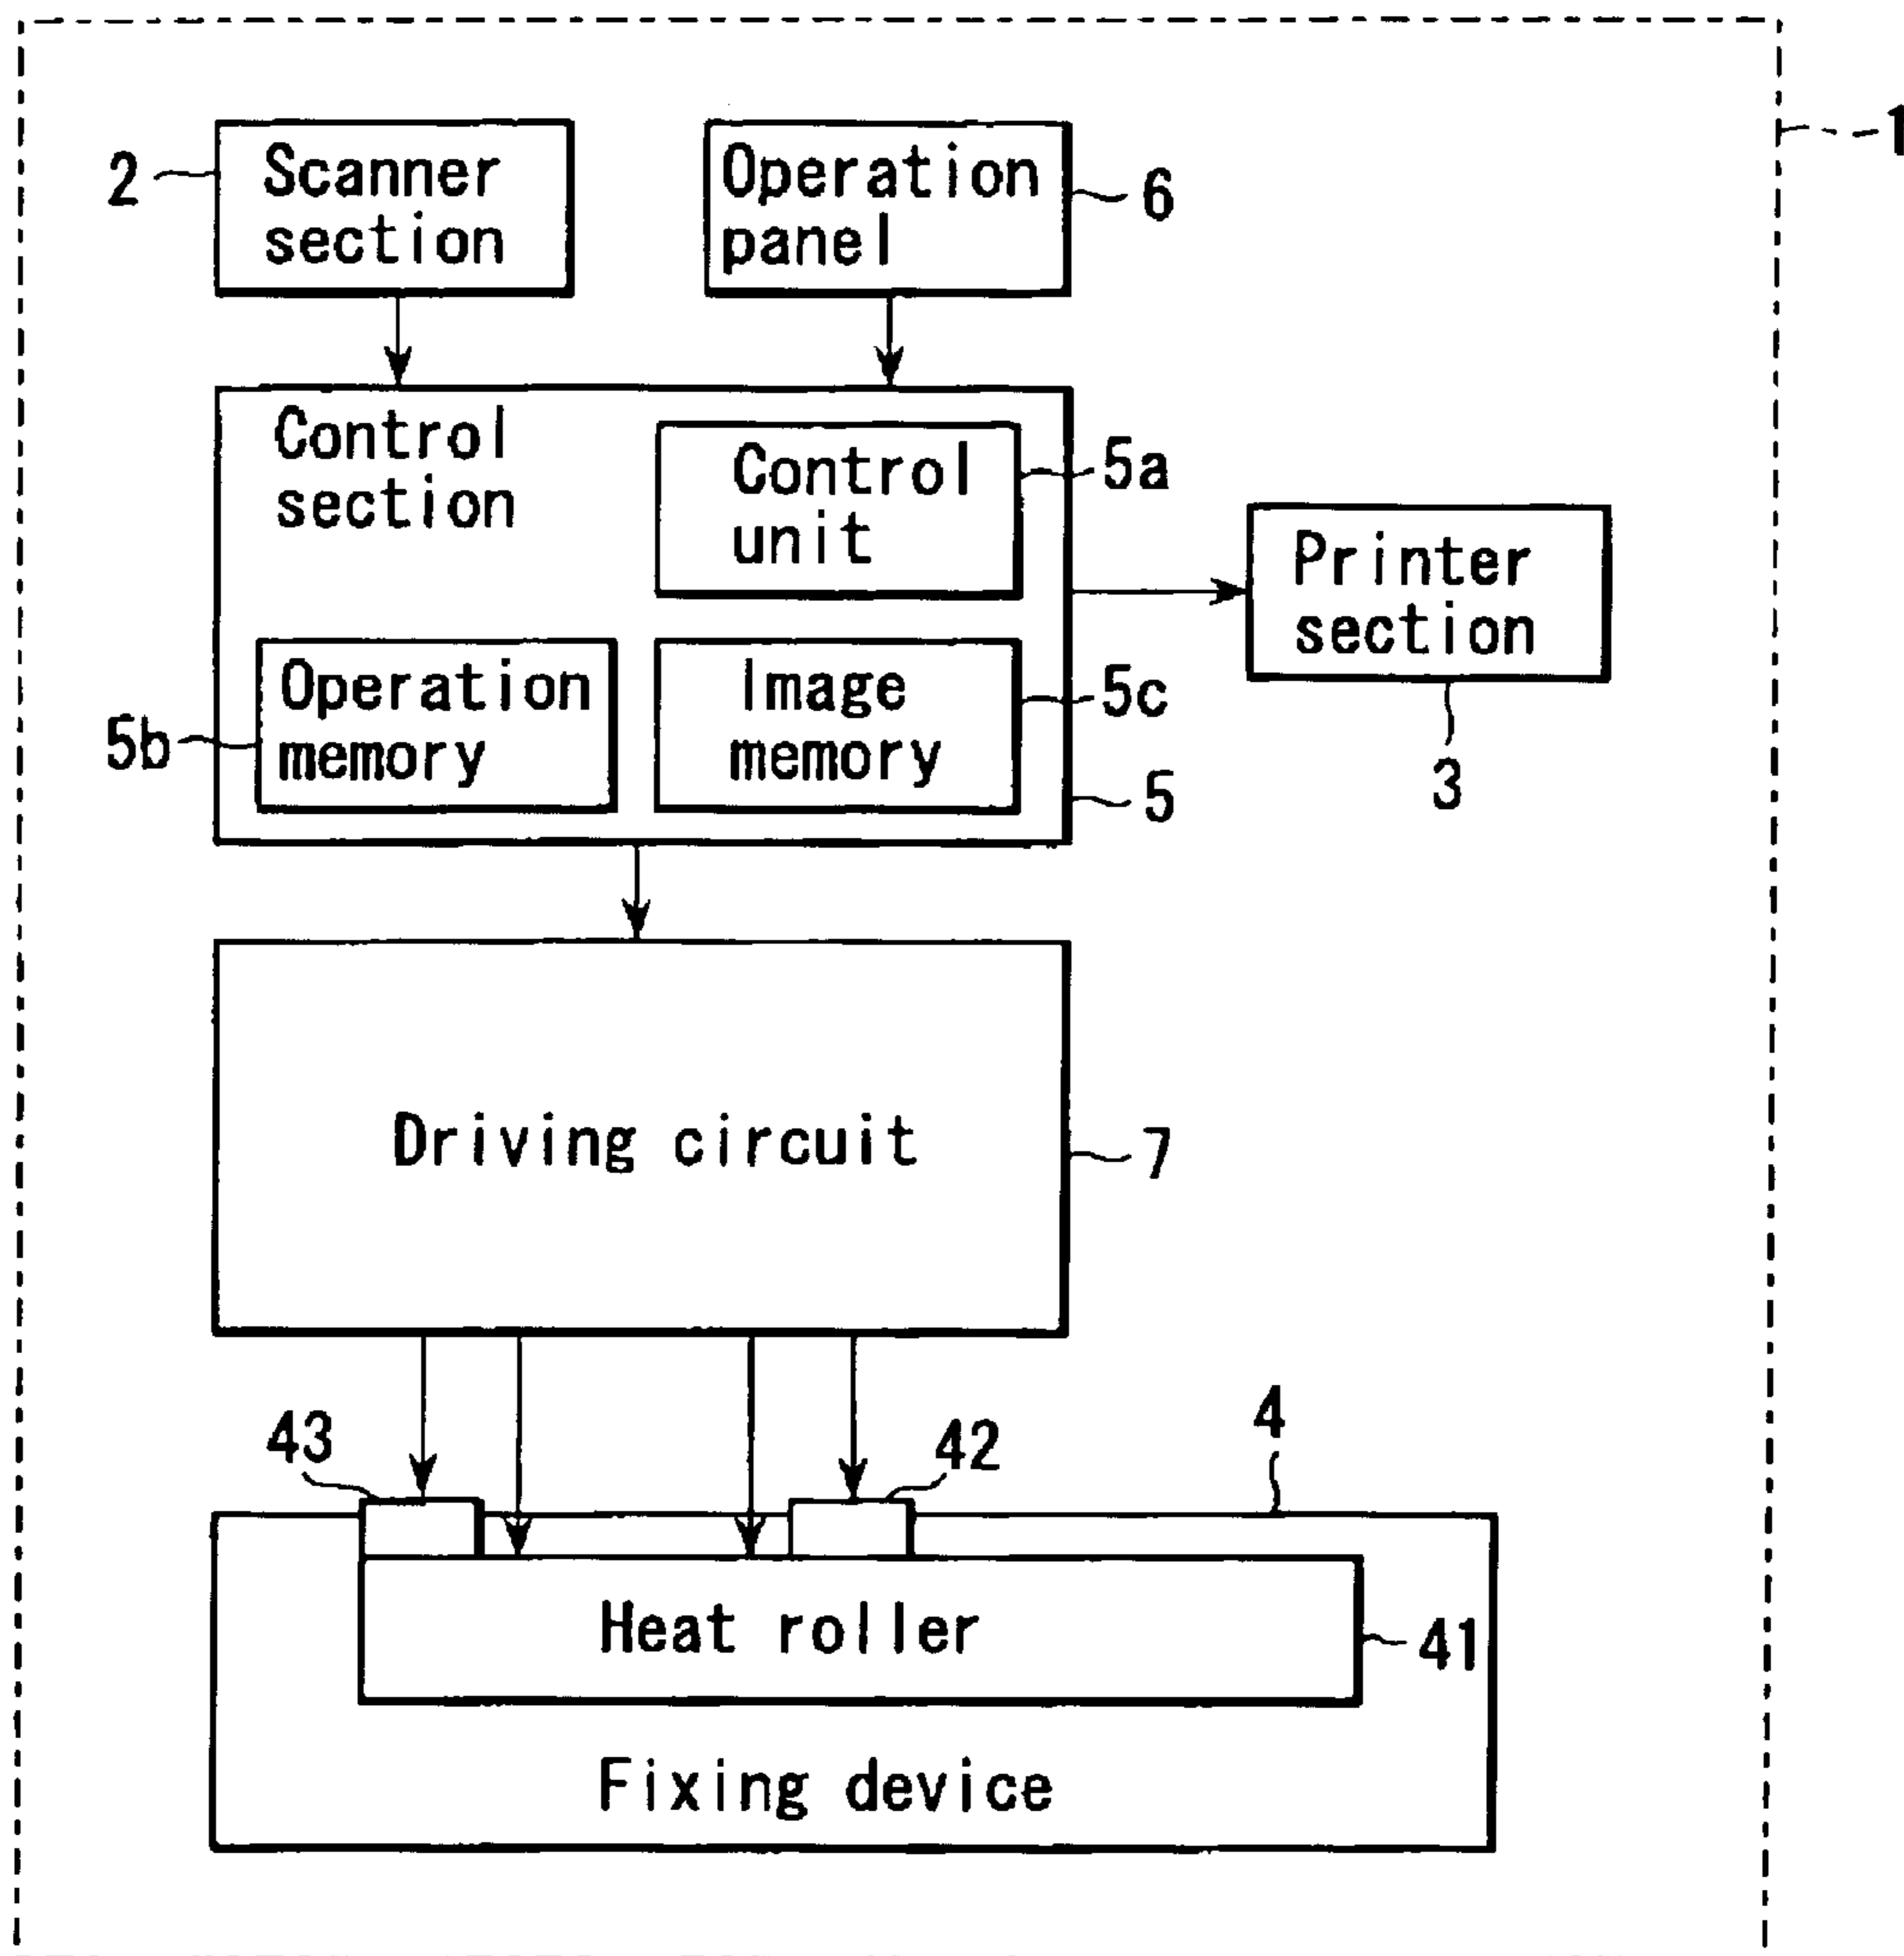 1
2
Scanner
section
Operation
panel
6
Control
section
Control
unit
5a
Printer
section
3
Operation
memory
5b
Image
memory
5c
5
Driving circuit
7
43
42
4
Heat roller
41
Fixing device